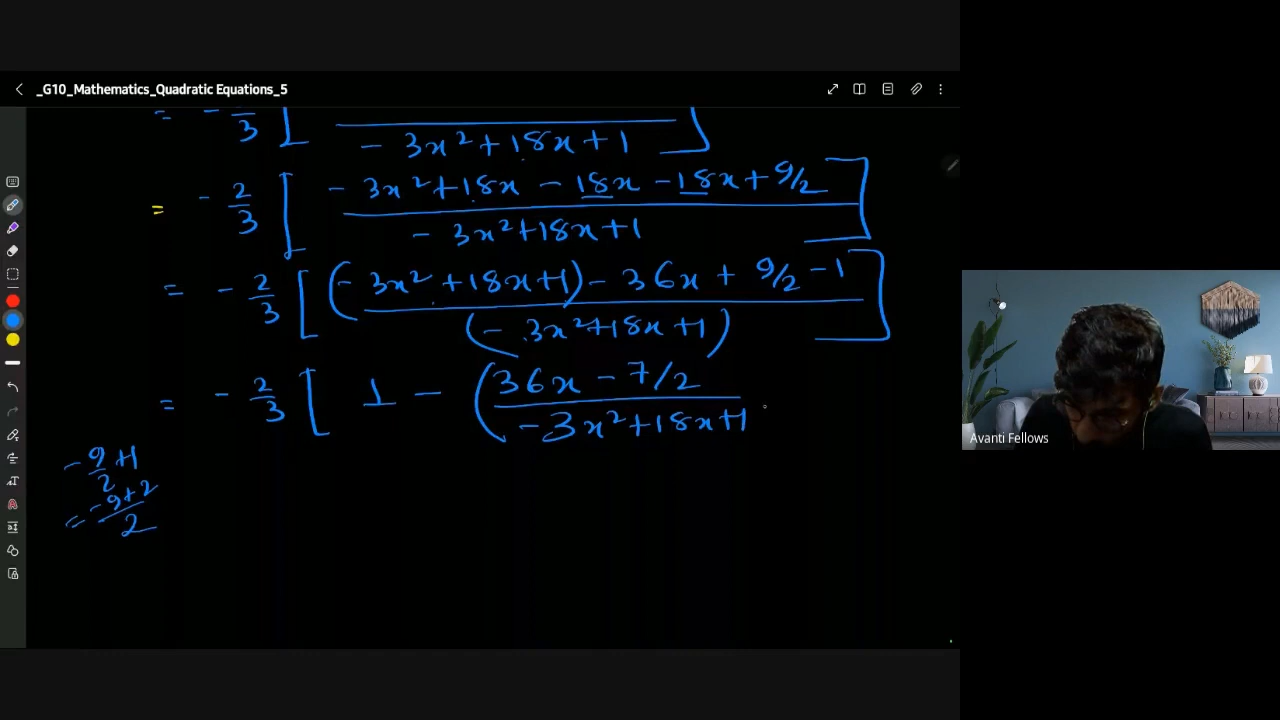 _G10_Mathematics_Quadratic Equations_5
= - 2/3 [ / - 3x² + 18x + 1 ]
= - 2/3 [ - 3x² + 18x - 18x - 18x + 9/2 / - 3x² + 18x + 1 ]
= - 2/3 [ (- 3x² + 18x + 1) - 36x + 9/2 - 1 / (- 3x² + 18x + 1) ]
= - 2/3 [ 1 - ( 36x - 7/2 / - 3x² + 18x + 1
- 9/2 + 1
= -9+2/2
Avanti Fellows